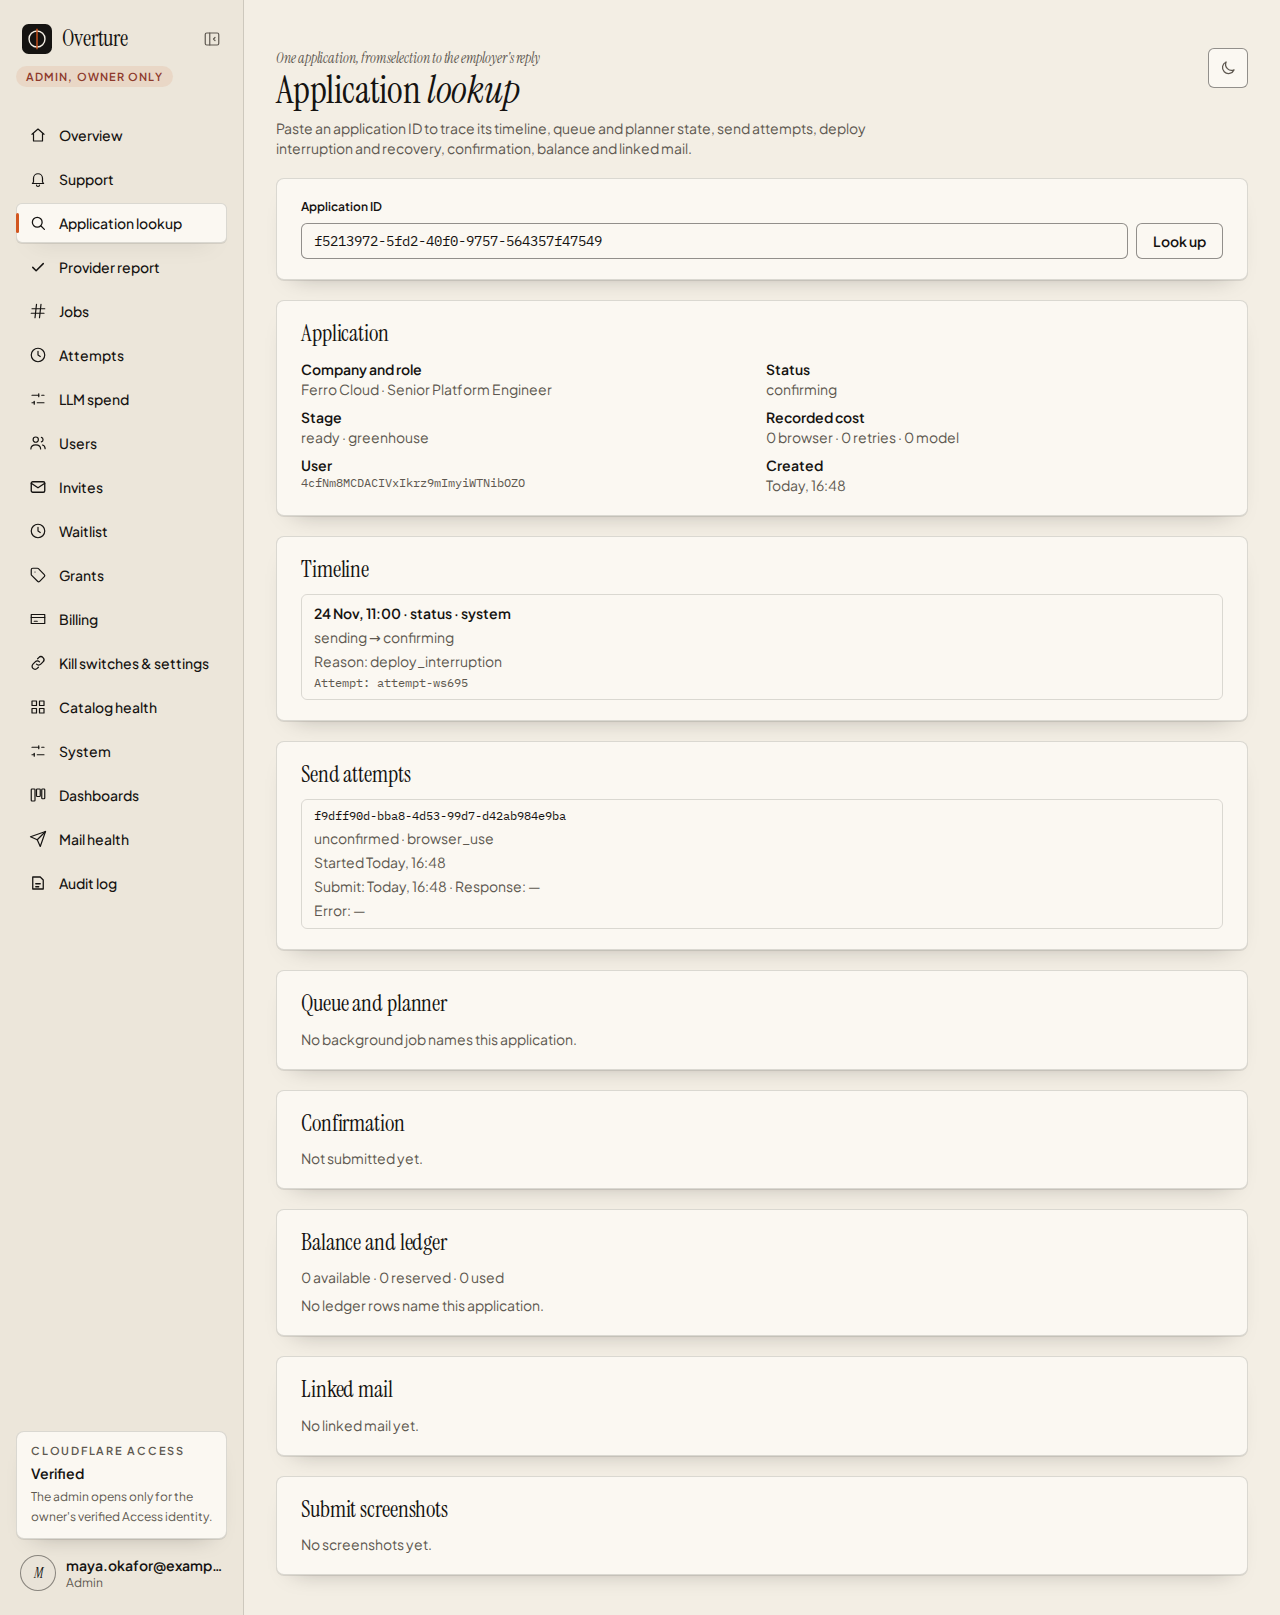 Overture
ADMIN, OWNER ONLY
Overview
Support
Application lookup
Provider report
Jobs
Attempts
LLM spend
Users
Invites
Waitlist
Grants
Billing
Kill switches & settings
Catalog health
System
Dashboards
Mail health
Audit log
CLOUDFLARE ACCESS
Verified
The admin opens only for the
owner's verified Access identity.
M
maya.okafor@examp…
Admin
One application, from selection to the employer's reply
Application lookup
Paste an application ID to trace its timeline, queue and planner state, send attempts, deploy
interruption and recovery, confirmation, balance and linked mail.
Application ID
f5213972-5fd2-40f0-9757-564357f47549
Look up
Application
Company and role
Ferro Cloud · Senior Platform Engineer
Status
confirming
Stage
ready · greenhouse
Recorded cost
0 browser · 0 retries · 0 model
User
4cfNm8MCDACIVxIkrz9mImyiWTNibOZO
Created
Today, 16:48
Timeline
24 Nov, 11:00 · status · system
sending → confirming
Reason: deploy_interruption
Attempt: attempt-ws695
Send attempts
f9dff90d-bba8-4d53-99d7-d42ab984e9ba
unconfirmed · browser_use
Started Today, 16:48
Submit: Today, 16:48 · Response: —
Error: —
Queue and planner
No background job names this application.
Confirmation
Not submitted yet.
Balance and ledger
0 available · 0 reserved · 0 used
No ledger rows name this application.
Linked mail
No linked mail yet.
Submit screenshots
No screenshots yet.